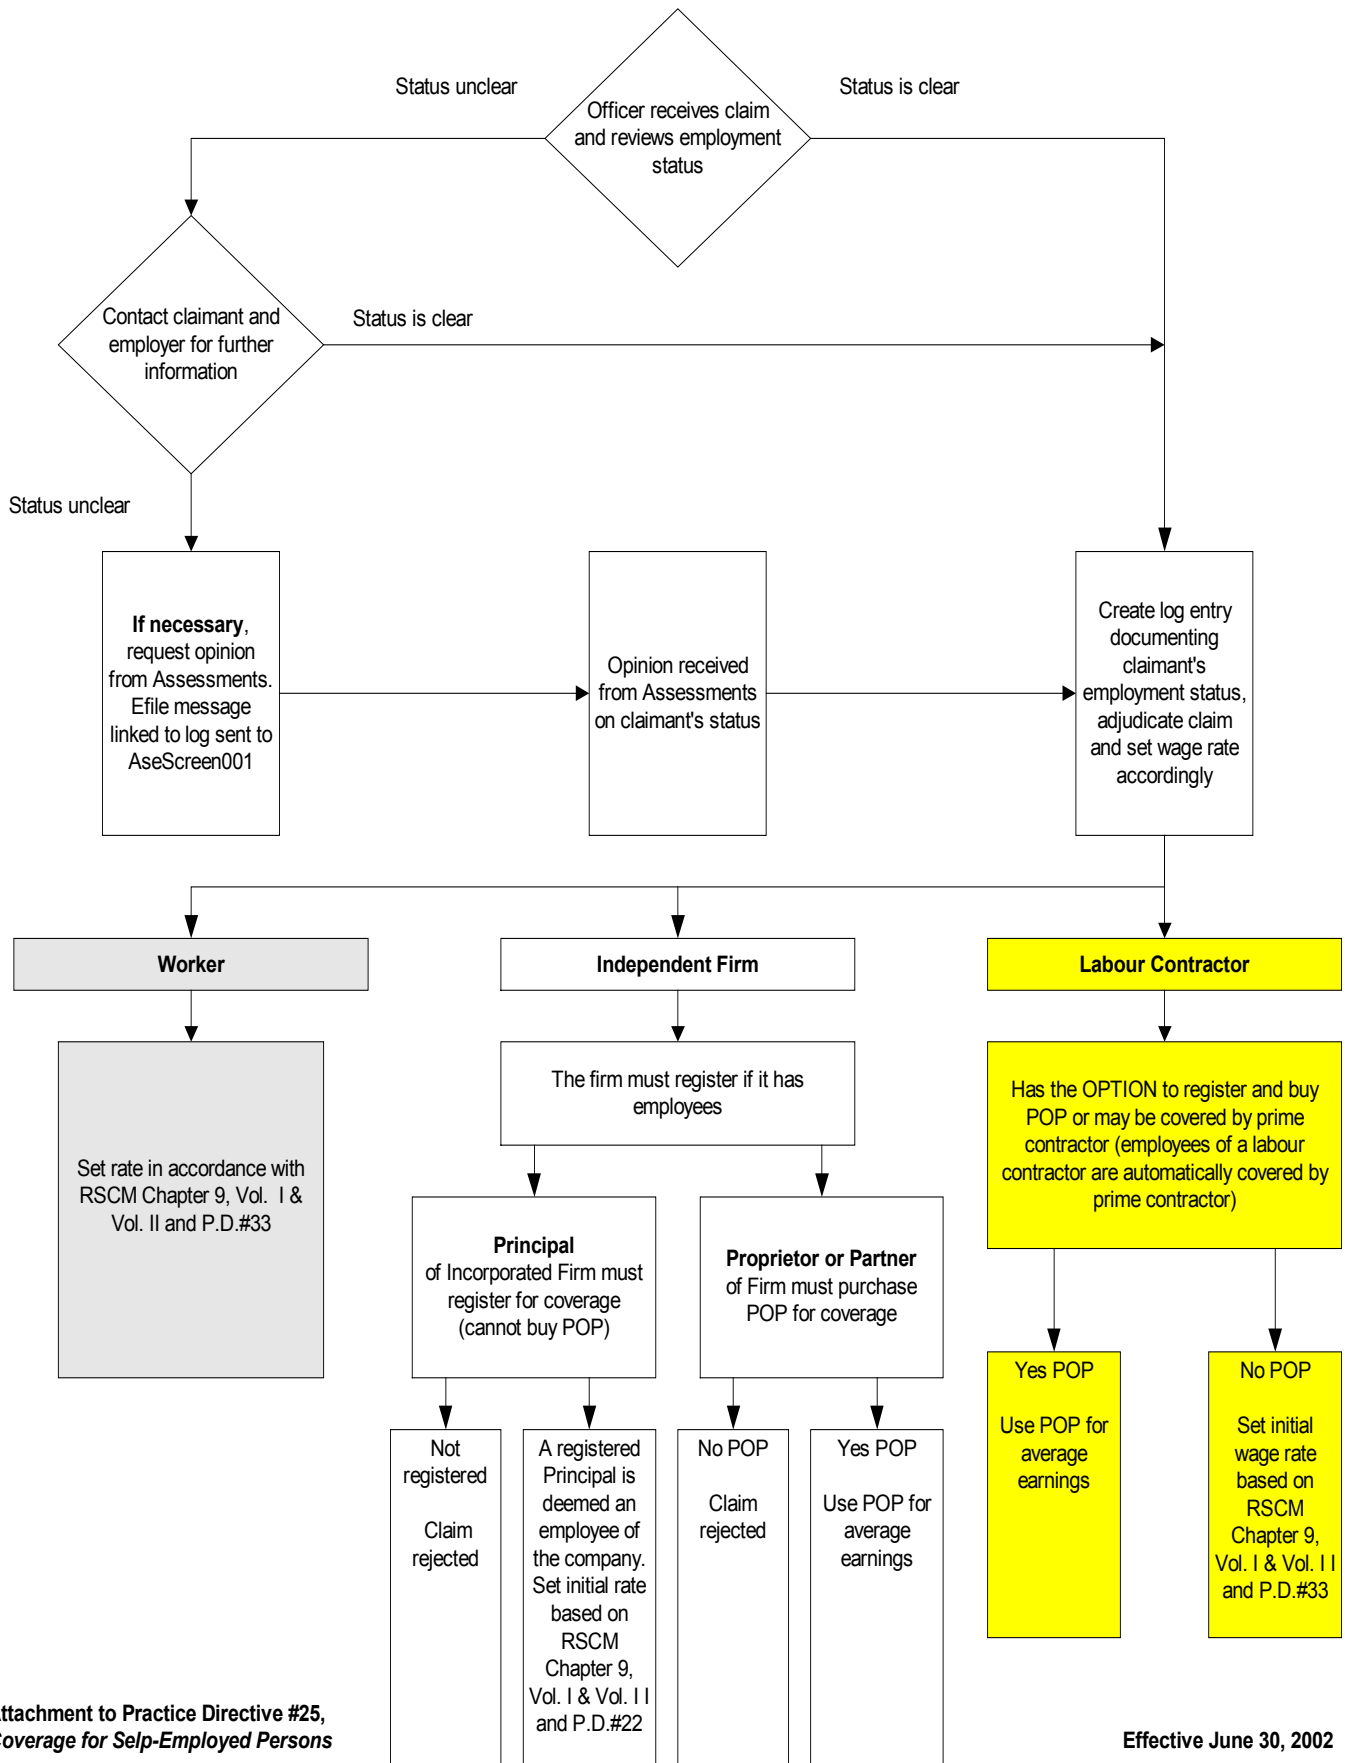 Status unclear
Status is clear
Officer receives claim
and reviews employment
status
Contact claimant and
employer for further
information
Status is clear
Status unclear
If necessary,
request opinion
from Assessments.
Efile message
linked to log sent to
AseScreen001
Opinion received
from Assessments
on claimant's status
Create log entry
documenting
claimant's
employment status,
adjudicate claim
and set wage rate
accordingly
Worker
Independent Firm
Labour Contractor
Set rate in accordance with
RSCM Chapter 9, Vol. I &
Vol. II and P.D.#33
The firm must register if it has
employees
Has the OPTION to register and buy
POP or may be covered by prime
contractor (employees of a labour
contractor are automatically covered by
prime contractor)
Principal
of Incorporated Firm must
register for coverage
(cannot buy POP)
Proprietor or Partner
of Firm must purchase
POP for coverage
Not
registered
Claim
rejected
A registered
Principal is
deemed an
employee of
the company.
Set initial rate
based on
RSCM
Chapter 9,
Vol. I & Vol. I I
and P.D.#22
No POP
Claim
rejected
Yes POP
Use POP for
average
earnings
Yes POP
Use POP for
average
earnings
No POP
Set initial
wage rate
based on
RSCM
Chapter 9,
Vol. I & Vol. I I
and P.D.#33
ttachment to Practice Directive #25,
overage for Selp-Employed Persons
Effective June 30, 2002